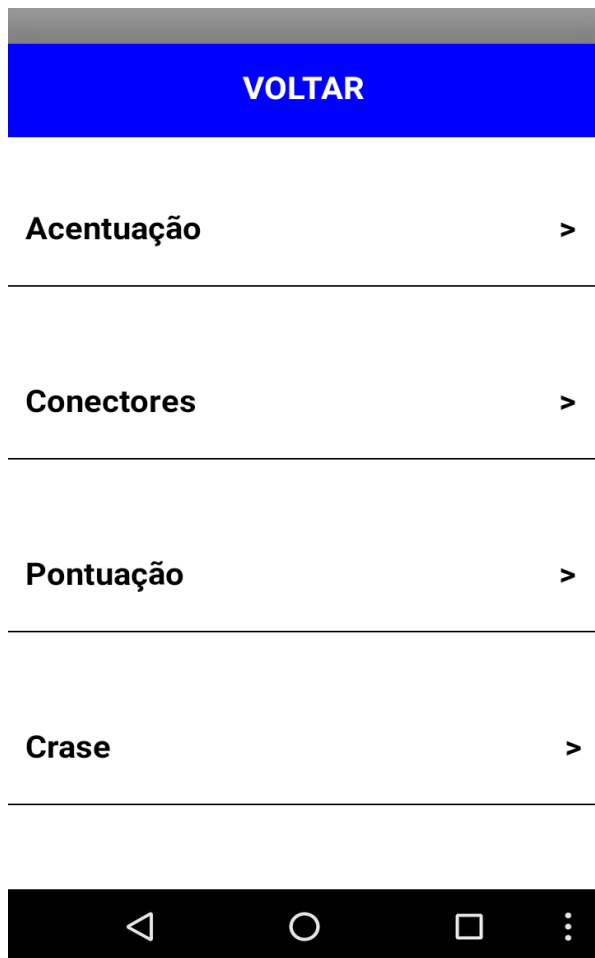 VOLTAR
Acentuação >
Conectores >
Pontuação >
Crase >